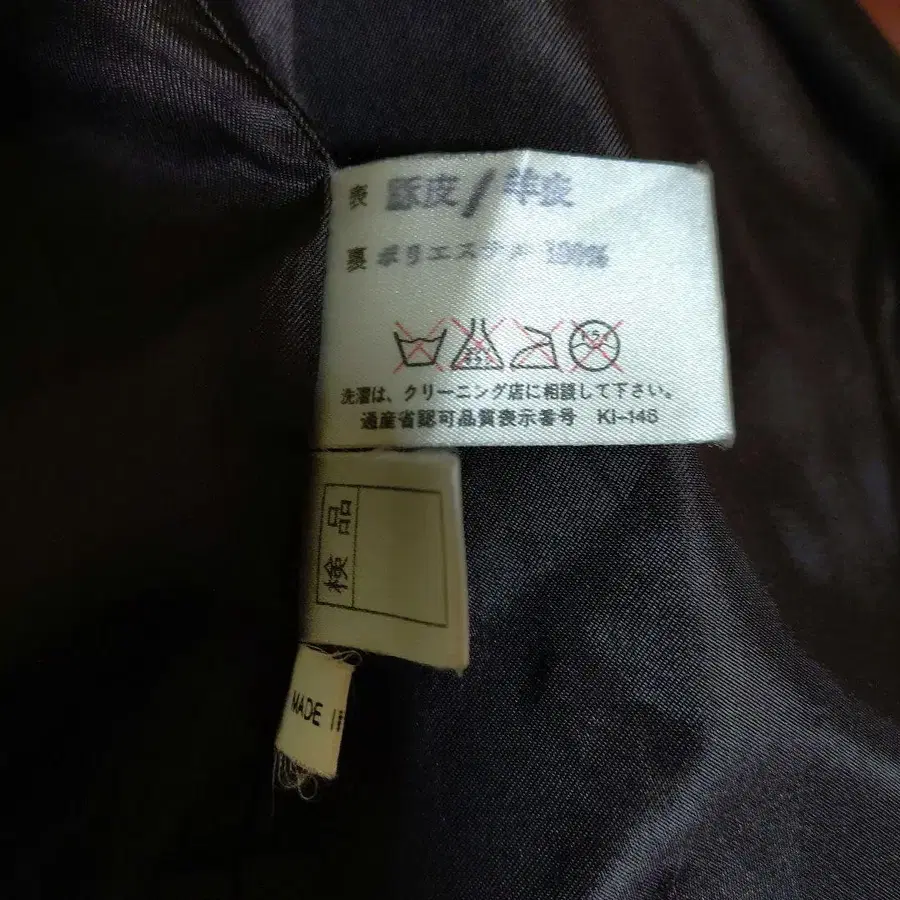 表 豚皮/羊皮
裏 ポリエステル 100%
洗濯は、クリーニング店に相談して下さい。
通産省認可品質表示番号 KI-146
検品
MADE